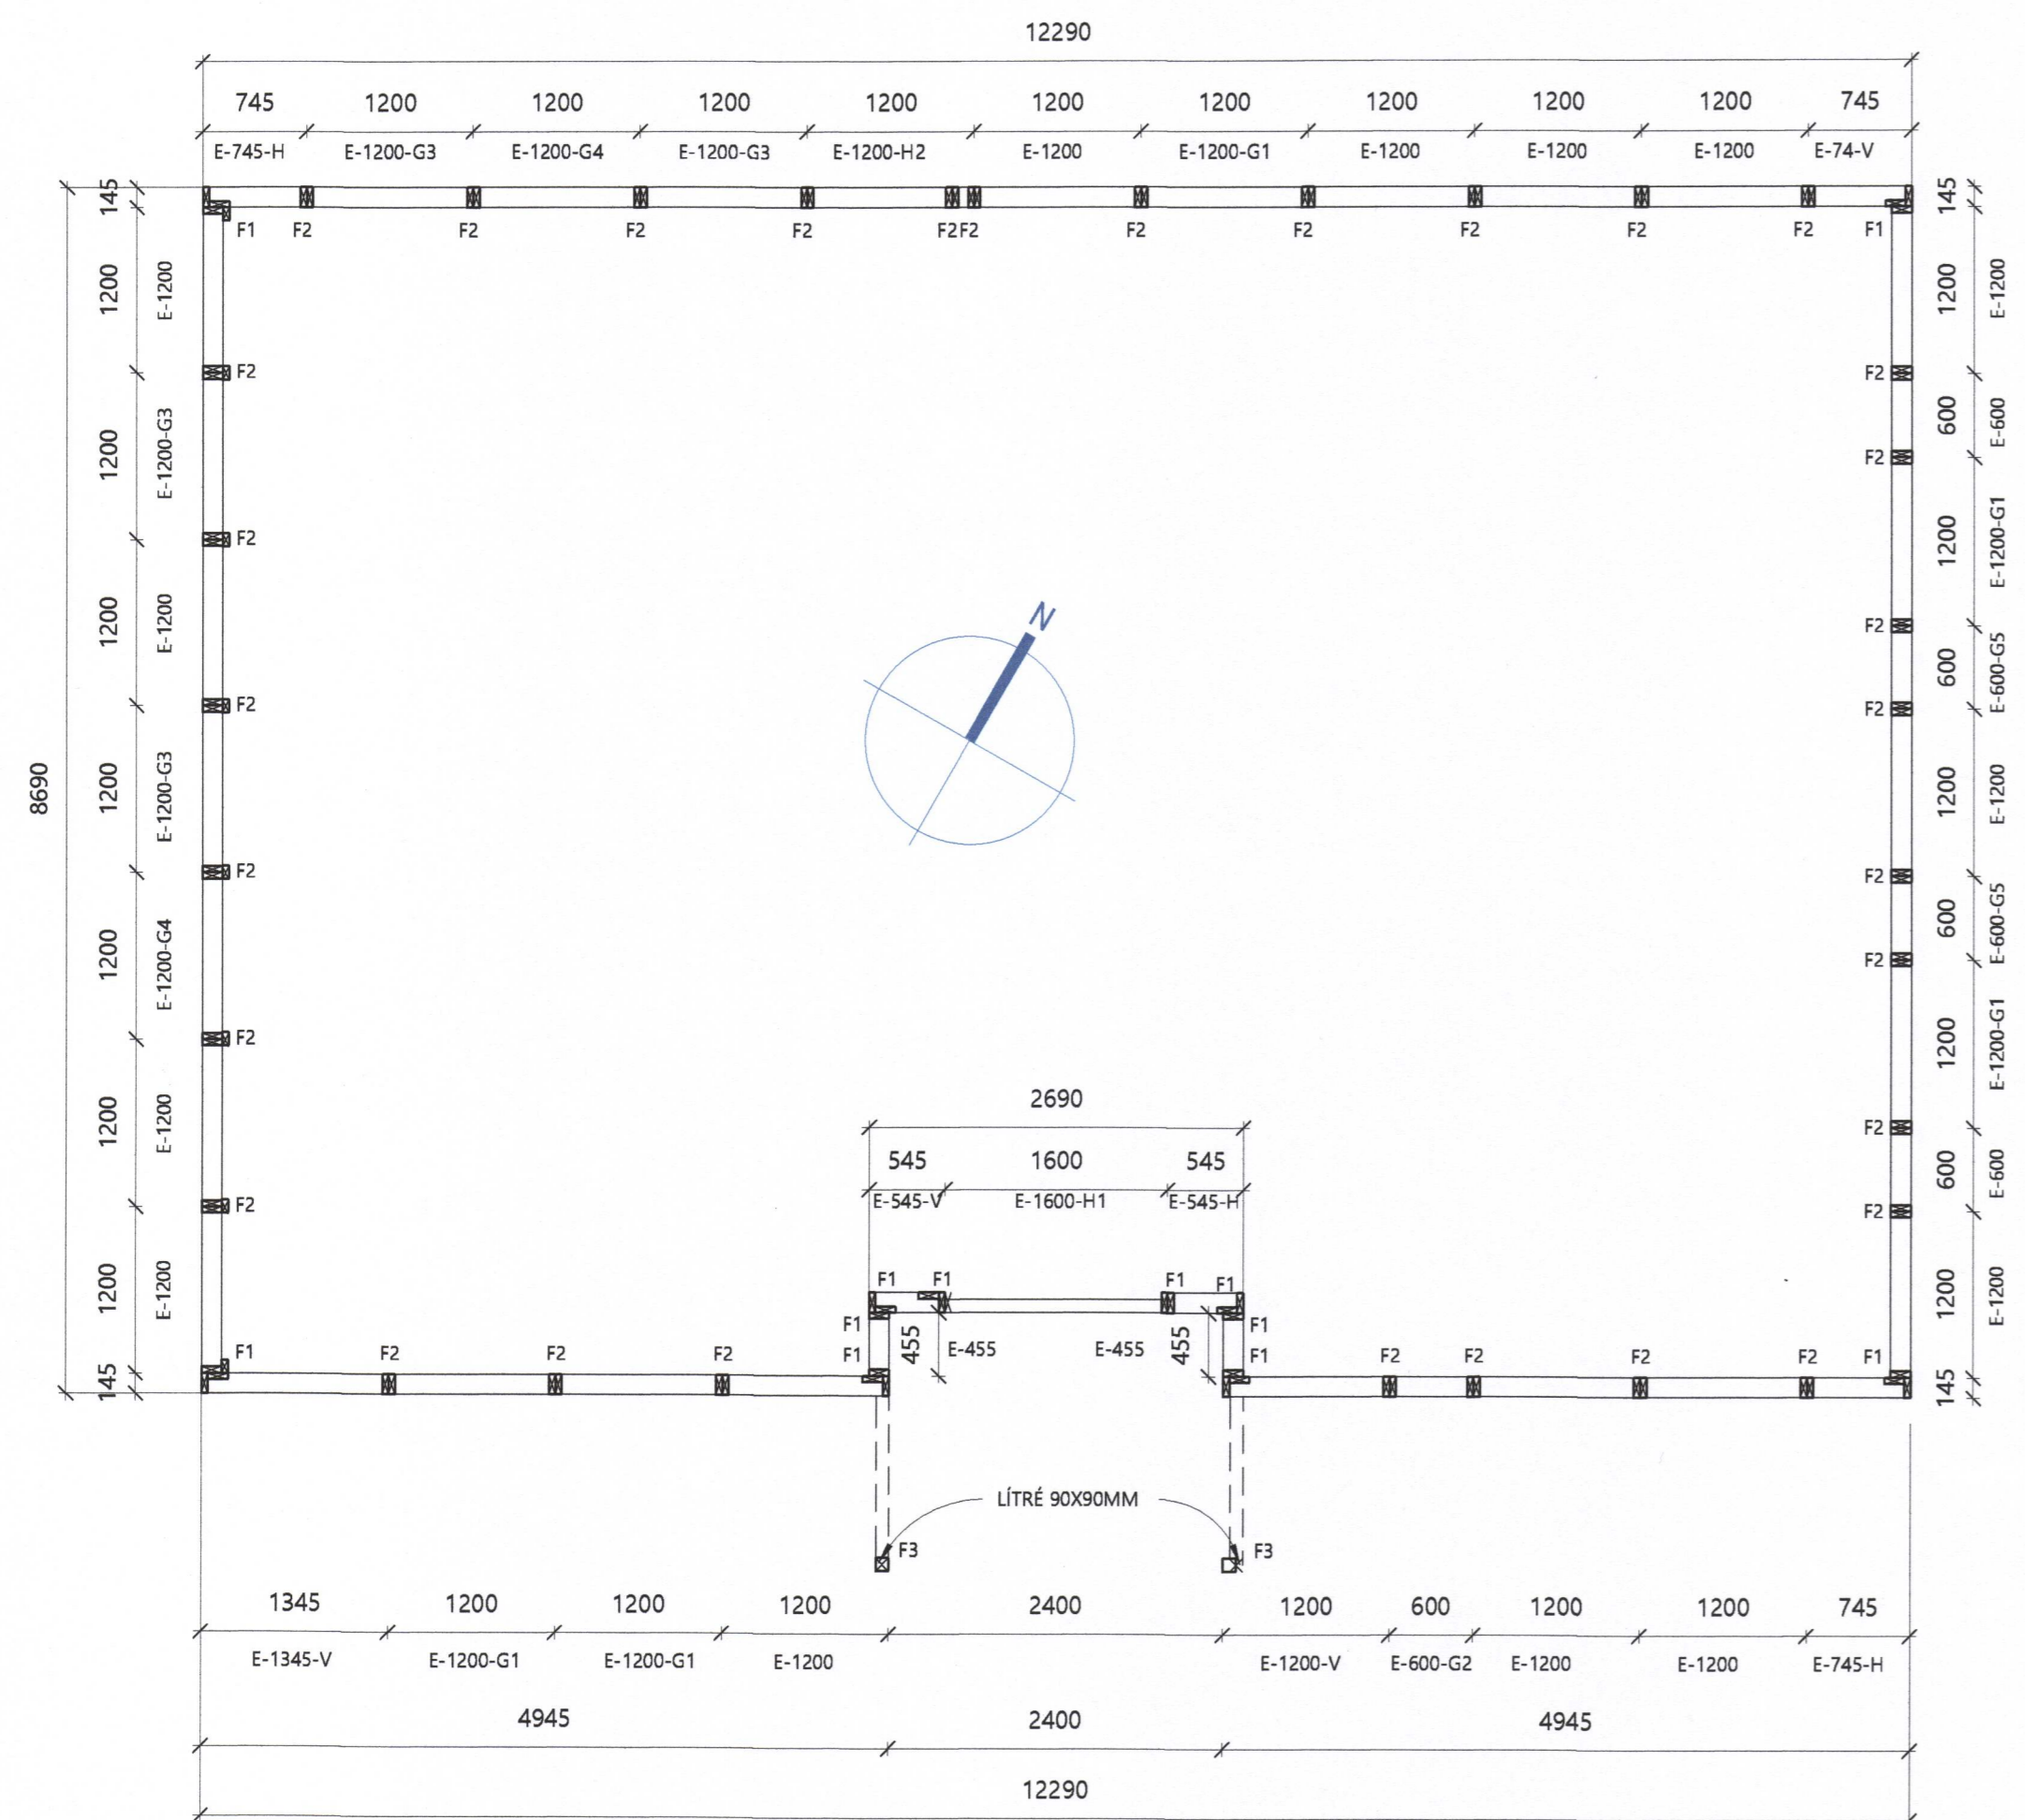 12290
745 1200 1200 1200 1200 1200 1200 1200 1200 1200 745
E-745-H E-1200-G3 E-1200-G4 E-1200-G3 E-1200-H2 E-1200 E-1200-G1 E-1200 E-1200 E-1200 E-74-V
F1 F2 F2 F2 F2 F2 F2 F2 F2 F2 F2 F2 F1
8690
145
1200
1200
1200
1200
1200
1200
1200
145
E-1200
E-1200-G3
E-1200
E-1200-G3
E-1200-G4
E-1200
E-1200
F2
F2
F2
F2
F2
F2
N
F2
F2
F2
F2
F2
F2
F2
F2
145
1200
600
1200
600
1200
600
1200
600
1200
145
E-1200
E-600
E-1200-G1
E-600-G5
E-1200
E-600-G5
E-1200-G1
E-600
E-1200
2690
545 1600 545
E-545-V E-1600-H1 E-545-H
F1 F1 F1 F1
F1 F1
455 E-455 E-455 455
F1 F2 F2 F2 F1 F1 F2 F2 F2 F2 F1
LÍTRÉ 90X90MM
F3 F3
1345 1200 1200 1200 2400 1200 600 1200 1200 745
E-1345-V E-1200-G1 E-1200-G1 E-1200 E-1200-V E-600-G2 E-1200 E-1200 E-745-H
4945 2400 4945
12290